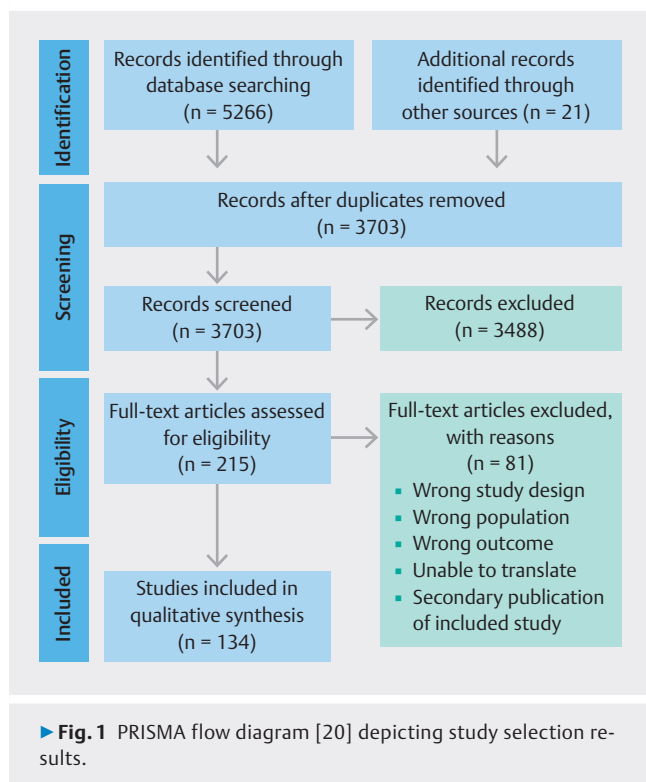 Identification
Records identified through
database searching
(n = 5266)
Additional records
identified through
other sources (n = 21)
Screening
Records after duplicates removed
(n = 3703)
Records screened
(n = 3703)
Records excluded
(n = 3488)
Eligibility
Full-text articles assessed
for eligibility
(n = 215)
Full-text articles excluded,
with reasons
(n = 81)
▪ Wrong study design
▪ Wrong population
▪ Wrong outcome
▪ Unable to translate
▪ Secondary publication
of included study
Included
Studies included in
qualitative synthesis
(n = 134)
▶ Fig. 1 PRISMA flow diagram [20] depicting study selection re-
sults.